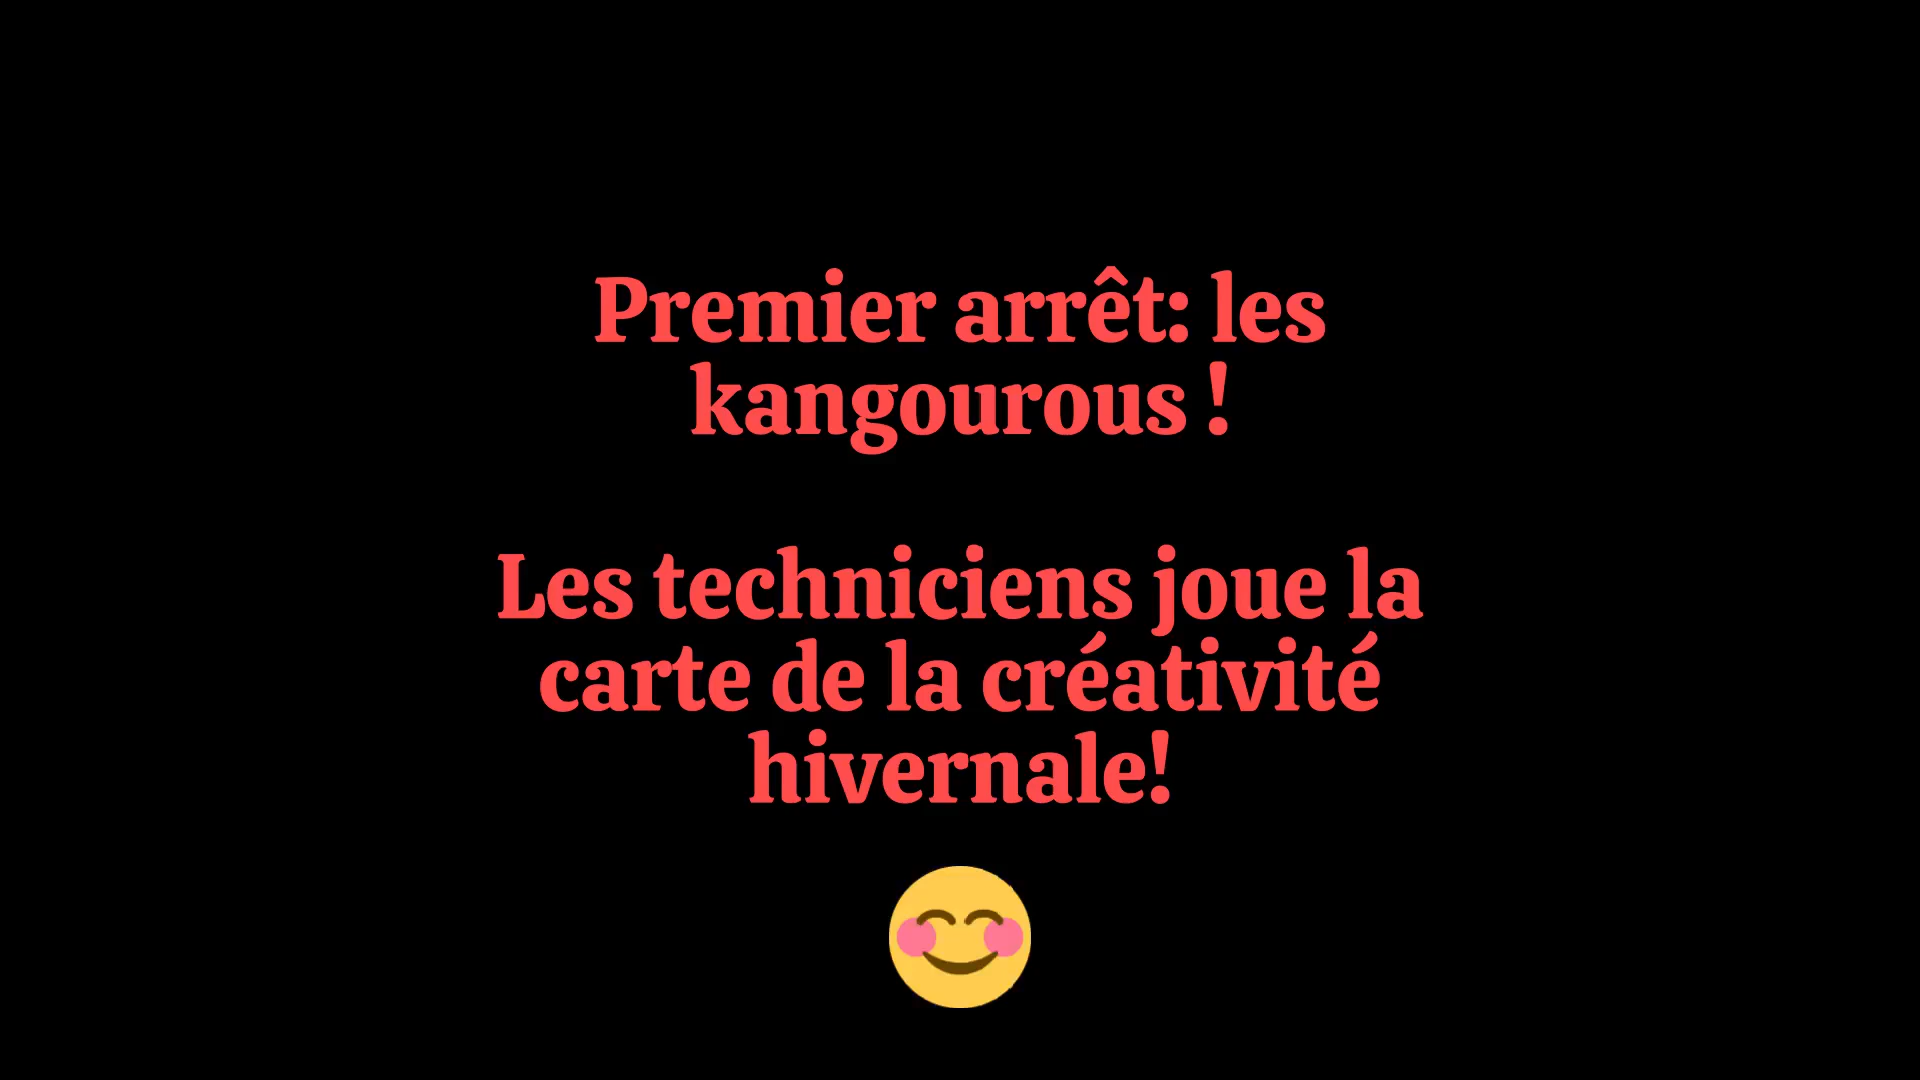 Premier arrêt: les
kangourous !
Les techniciens joue la
carte de la créativité
hivernale!